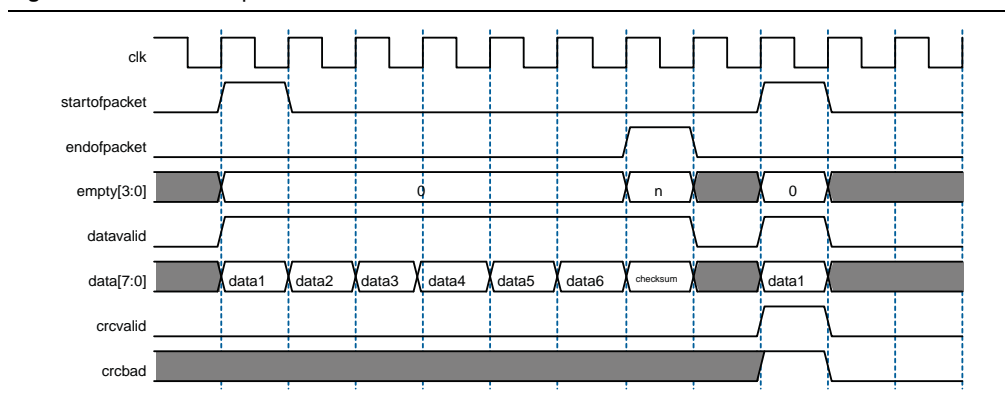 clk
startofpacket
endofpacket
empty[3:0] 0 n 0
datavalid
data[7:0] data1 data2 data3 data4 data5 data6 checksum data1
crcvalid
crcbad